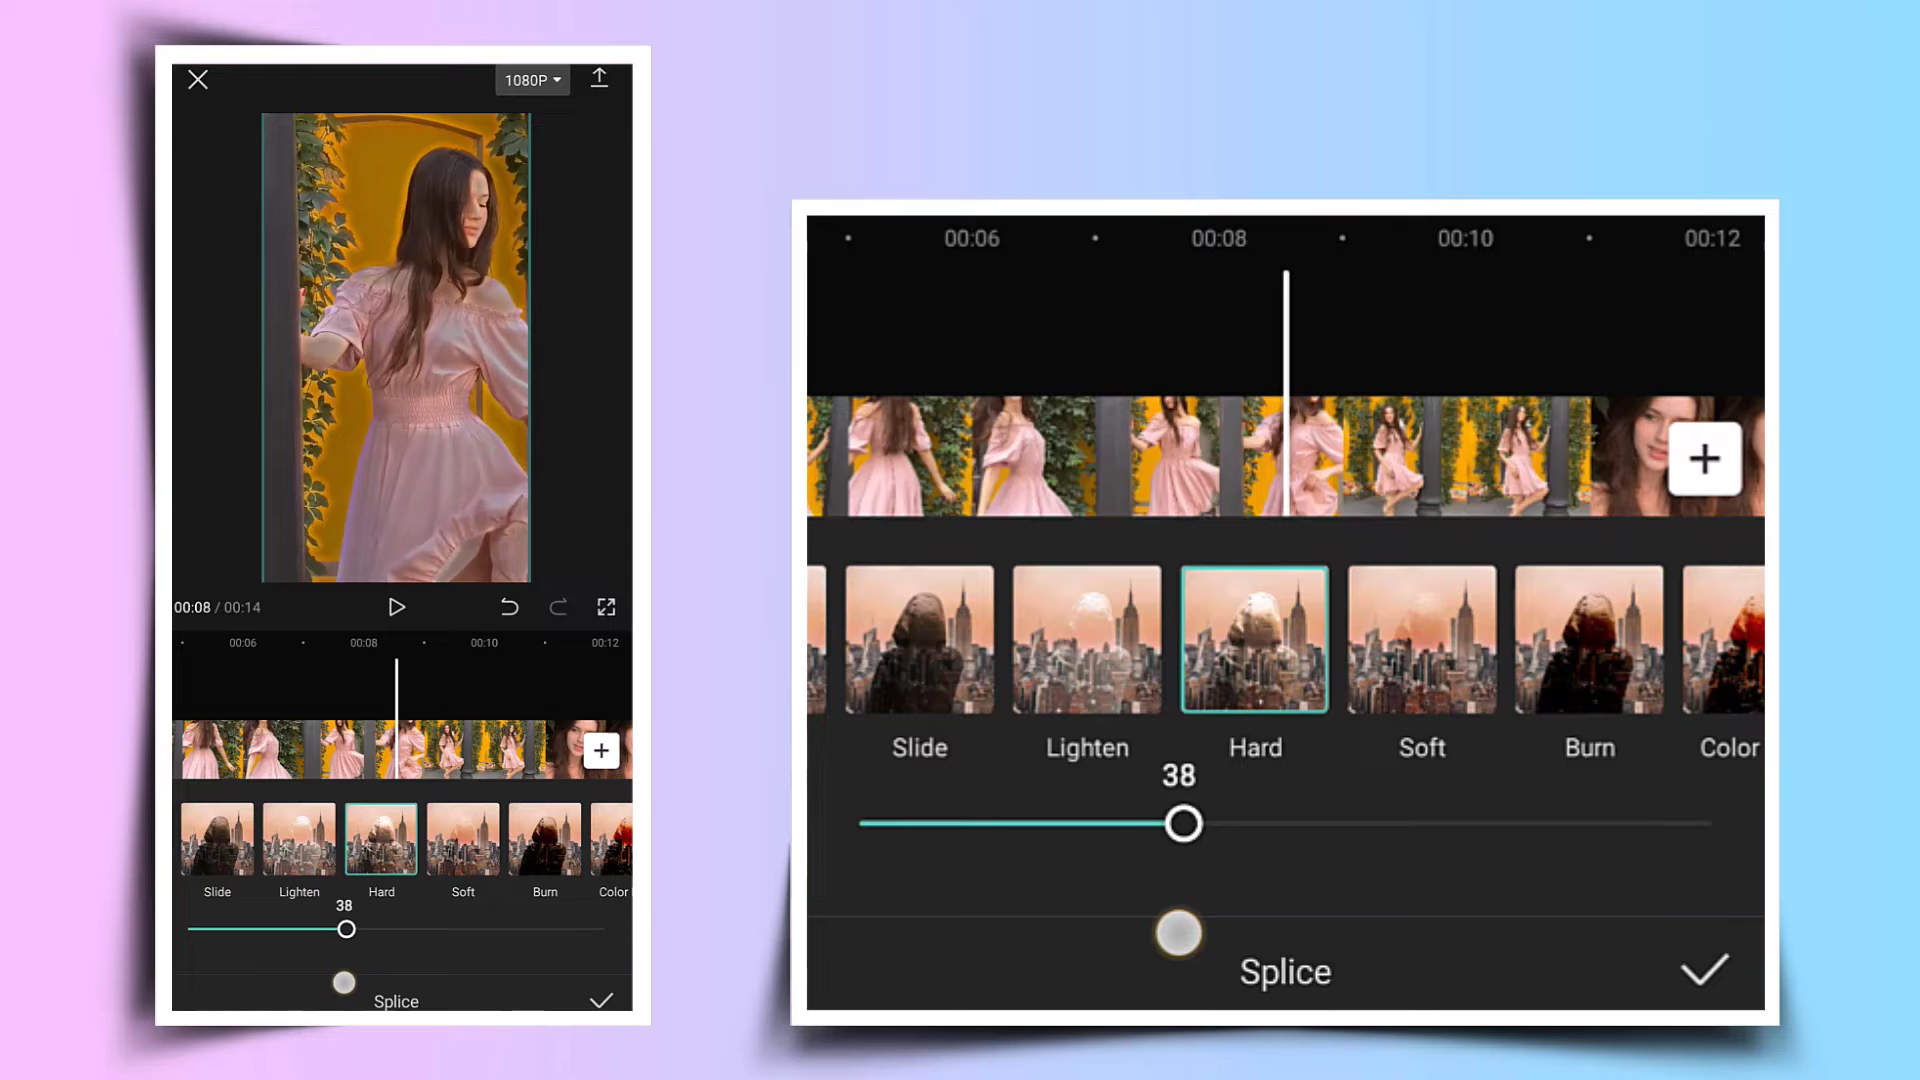 1080P
00:08 / 00:14
00:06 00:08 00:10 00:12
Slide Lighten Hard Soft Burn Color
38
Splice
00:06 00:08 00:10 00:12
Slide Lighten Hard Soft Burn Color
38
Splice